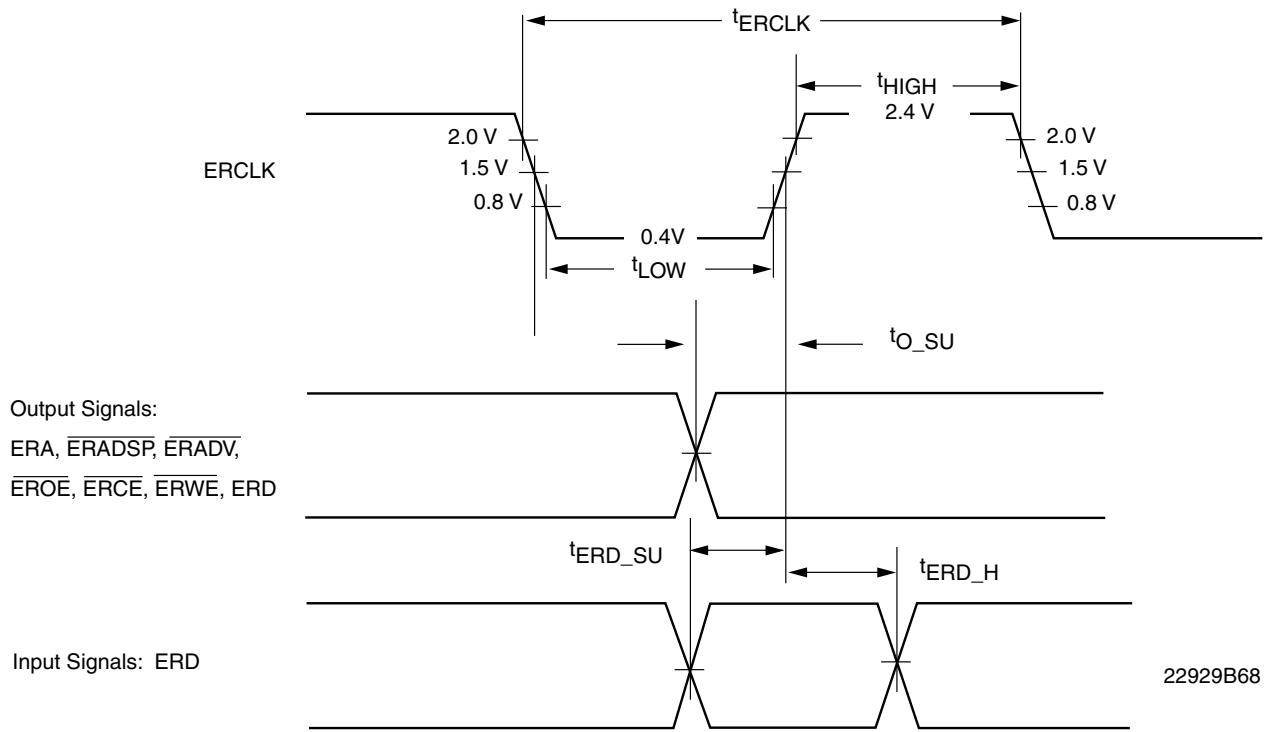 tERCLK
tHIGH
2.4 V
2.0 V
2.0 V
ERCLK
1.5 V
1.5 V
0.8 V
0.8 V
0.4V
tLOW
tO_SU
Output Signals:
ERA, ERADSP, ERADV,
EROE, ERCE, ERWE, ERD
tERD_SU
tERD_H
Input Signals: ERD
22929B68